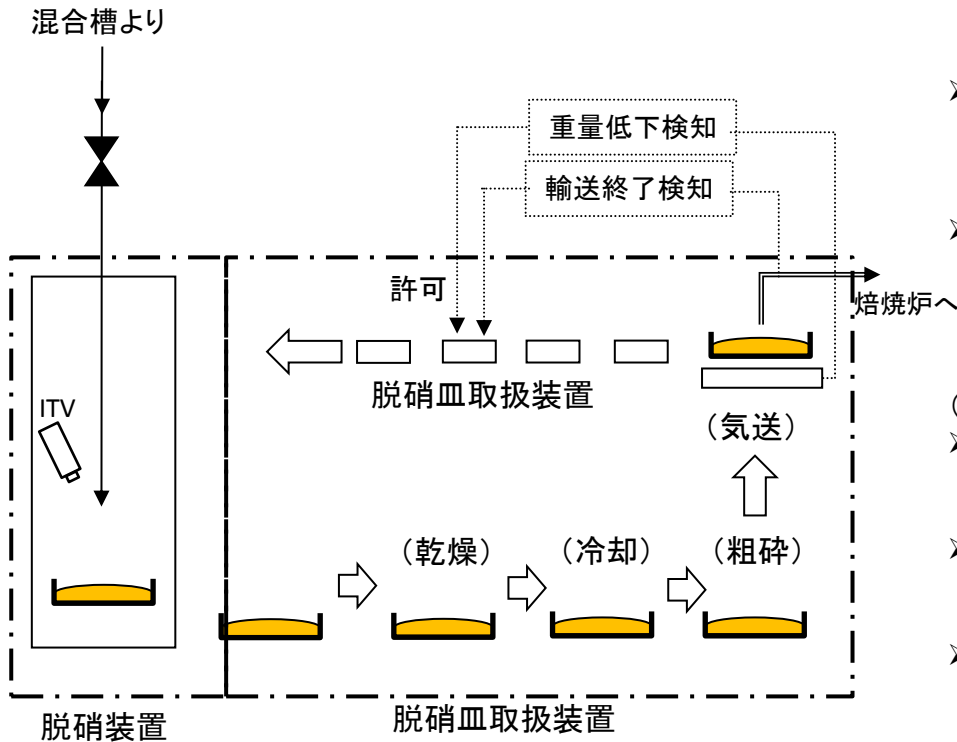 混合槽より
重量低下検知
輸送終了検知
許可
焙焼炉へ
脱硝皿取扱装置
ITV
（気送）
（乾燥）
（冷却）
（粗砕）
脱硝装置
脱硝皿取扱装置